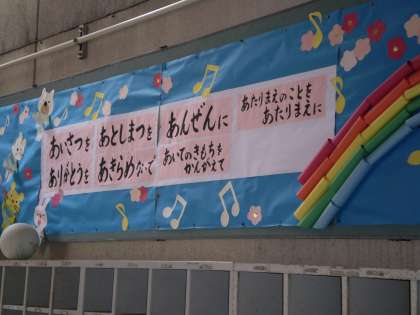 あいさつを
ありがとうを
あとしまつを
あきらめないで
あんぜんに
あいてのきもちを
かんがえて
あたりまえのことを
あたりまえに